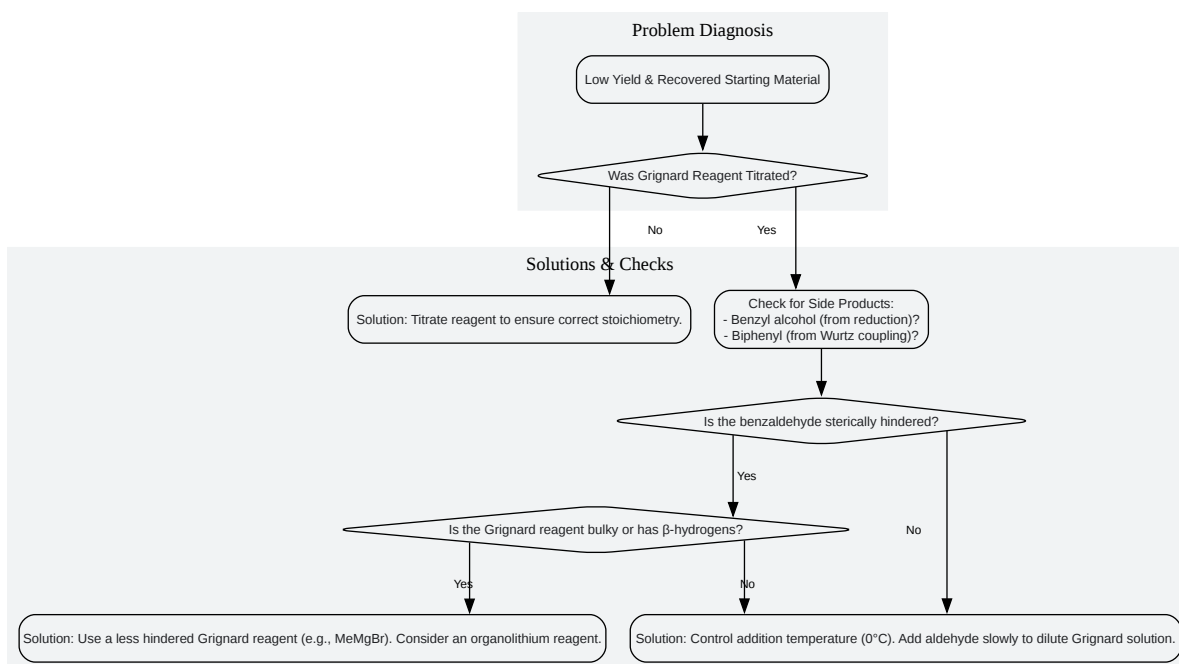 Problem Diagnosis
Low Yield & Recovered Starting Material
Was Grignard Reagent Titrated?
No
Yes
Solutions & Checks
Solution: Titrate reagent to ensure correct stoichiometry.
Check for Side Products:
- Benzyl alcohol (from reduction)?
- Biphenyl (from Wurtz coupling)?
Is the benzaldehyde sterically hindered?
Yes
Is the Grignard reagent bulky or has β-hydrogens?
No
Yes
No
Solution: Use a less hindered Grignard reagent (e.g., MeMgBr). Consider an organolithium reagent.
Solution: Control addition temperature (0°C). Add aldehyde slowly to dilute Grignard solution.